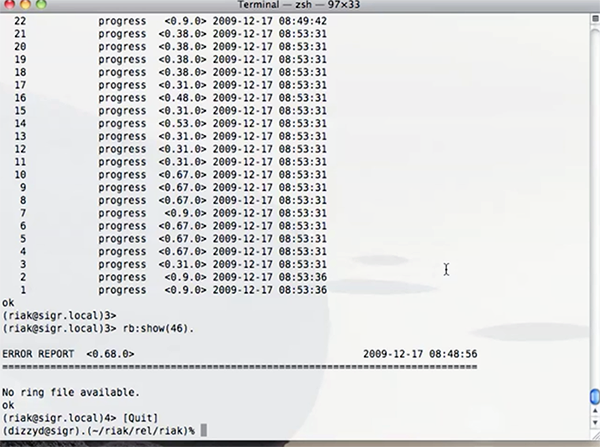 Terminal — zsh — 97×33
22 progress <0.9.0> 2009-12-17 08:49:42
21 progress <0.38.0> 2009-12-17 08:53:31
20 progress <0.38.0> 2009-12-17 08:53:31
19 progress <0.38.0> 2009-12-17 08:53:31
18 progress <0.38.0> 2009-12-17 08:53:31
17 progress <0.31.0> 2009-12-17 08:53:31
16 progress <0.48.0> 2009-12-17 08:53:31
15 progress <0.31.0> 2009-12-17 08:53:31
14 progress <0.53.0> 2009-12-17 08:53:31
13 progress <0.31.0> 2009-12-17 08:53:31
12 progress <0.31.0> 2009-12-17 08:53:31
11 progress <0.31.0> 2009-12-17 08:53:31
10 progress <0.67.0> 2009-12-17 08:53:31
9 progress <0.67.0> 2009-12-17 08:53:31
8 progress <0.67.0> 2009-12-17 08:53:31
7 progress <0.9.0> 2009-12-17 08:53:31
6 progress <0.67.0> 2009-12-17 08:53:31
5 progress <0.67.0> 2009-12-17 08:53:31
4 progress <0.67.0> 2009-12-17 08:53:31
3 progress <0.31.0> 2009-12-17 08:53:31
2 progress <0.9.0> 2009-12-17 08:53:36
1 progress <0.9.0> 2009-12-17 08:53:36
ok
(riak@sigr.local)3>
(riak@sigr.local)3> rb:show(46).
ERROR REPORT <0.68.0> 2009-12-17 08:48:56
===============================================================================
No ring file available.
ok
(riak@sigr.local)4> [Quit]
(dizzyd@sigr).(~/riak/rel/riak)%